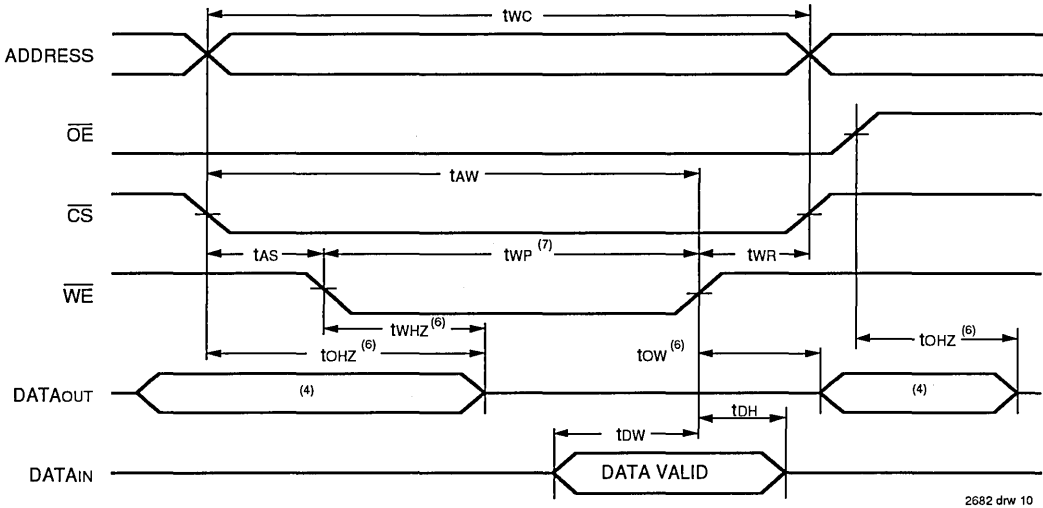 tWC
ADDRESS
OE
tAW
CS
tAS tWP (7) tWR
WE
tWHZ (6)
tOHZ (6) tOW (6) tOHZ (6)
DATAOUT (4) (4)
tDW tDH
DATAIN DATA VALID
2682 drw 10